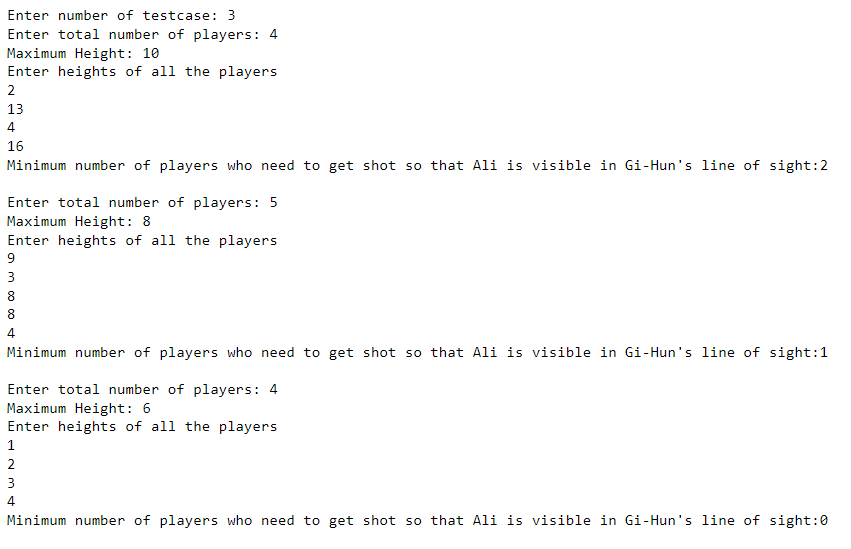 Enter number of testcase: 3
Enter total number of players: 4
Maximum Height: 10
Enter heights of all the players
2
13
4
16
Minimum number of players who need to get shot so that Ali is visible in Gi-Hun's line of sight:2
Enter total number of players: 5
Maximum Height: 8
Enter heights of all the players
9
3
8
8
4
Minimum number of players who need to get shot so that Ali is visible in Gi-Hun's line of sight:1
Enter total number of players: 4
Maximum Height: 6
Enter heights of all the players
1
2
3
4
Minimum number of players who need to get shot so that Ali is visible in Gi-Hun's line of sight:0